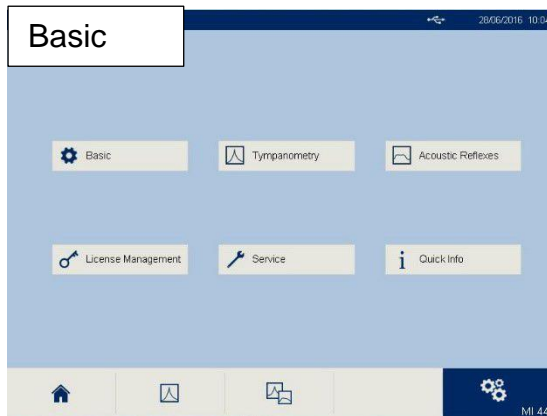 Basic
28/06/2016 10:04
Basic
Tympanometry
Acoustic Reflexes
License Management
Service
Quick Info
MI 44